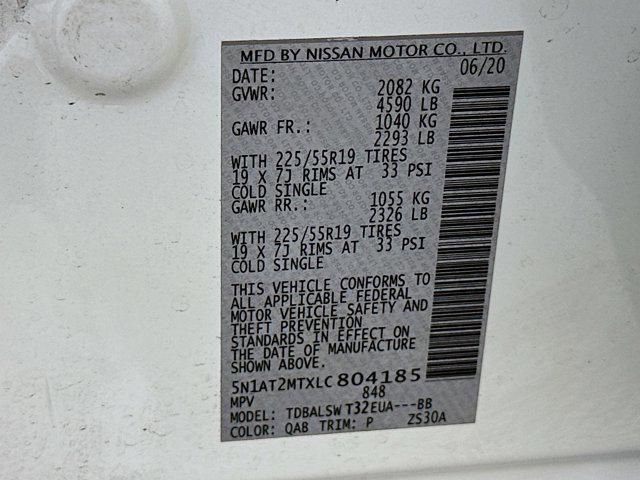 MFD BY NISSAN MOTOR CO., LTD.
DATE: 06/20
GVWR: 2082 KG
4590 LB
GAWR FR.: 1040 KG
2293 LB
WITH 225/55R19 TIRES
19 X 7J RIMS AT 33 PSI
COLD SINGLE
GAWR RR.: 1055 KG
2326 LB
WITH 225/55R19 TIRES
19 X 7J RIMS AT 33 PSI
COLD SINGLE
THIS VEHICLE CONFORMS TO
ALL APPLICABLE FEDERAL
MOTOR VEHICLE SAFETY AND
THEFT PREVENTION
STANDARDS IN EFFECT ON
THE DATE OF MANUFACTURE
SHOWN ABOVE.
5N1AT2MTXLC804185
MPV 848
MODEL: TDBALSW T32EUA---BB
COLOR: QAB TRIM: P ZS30A